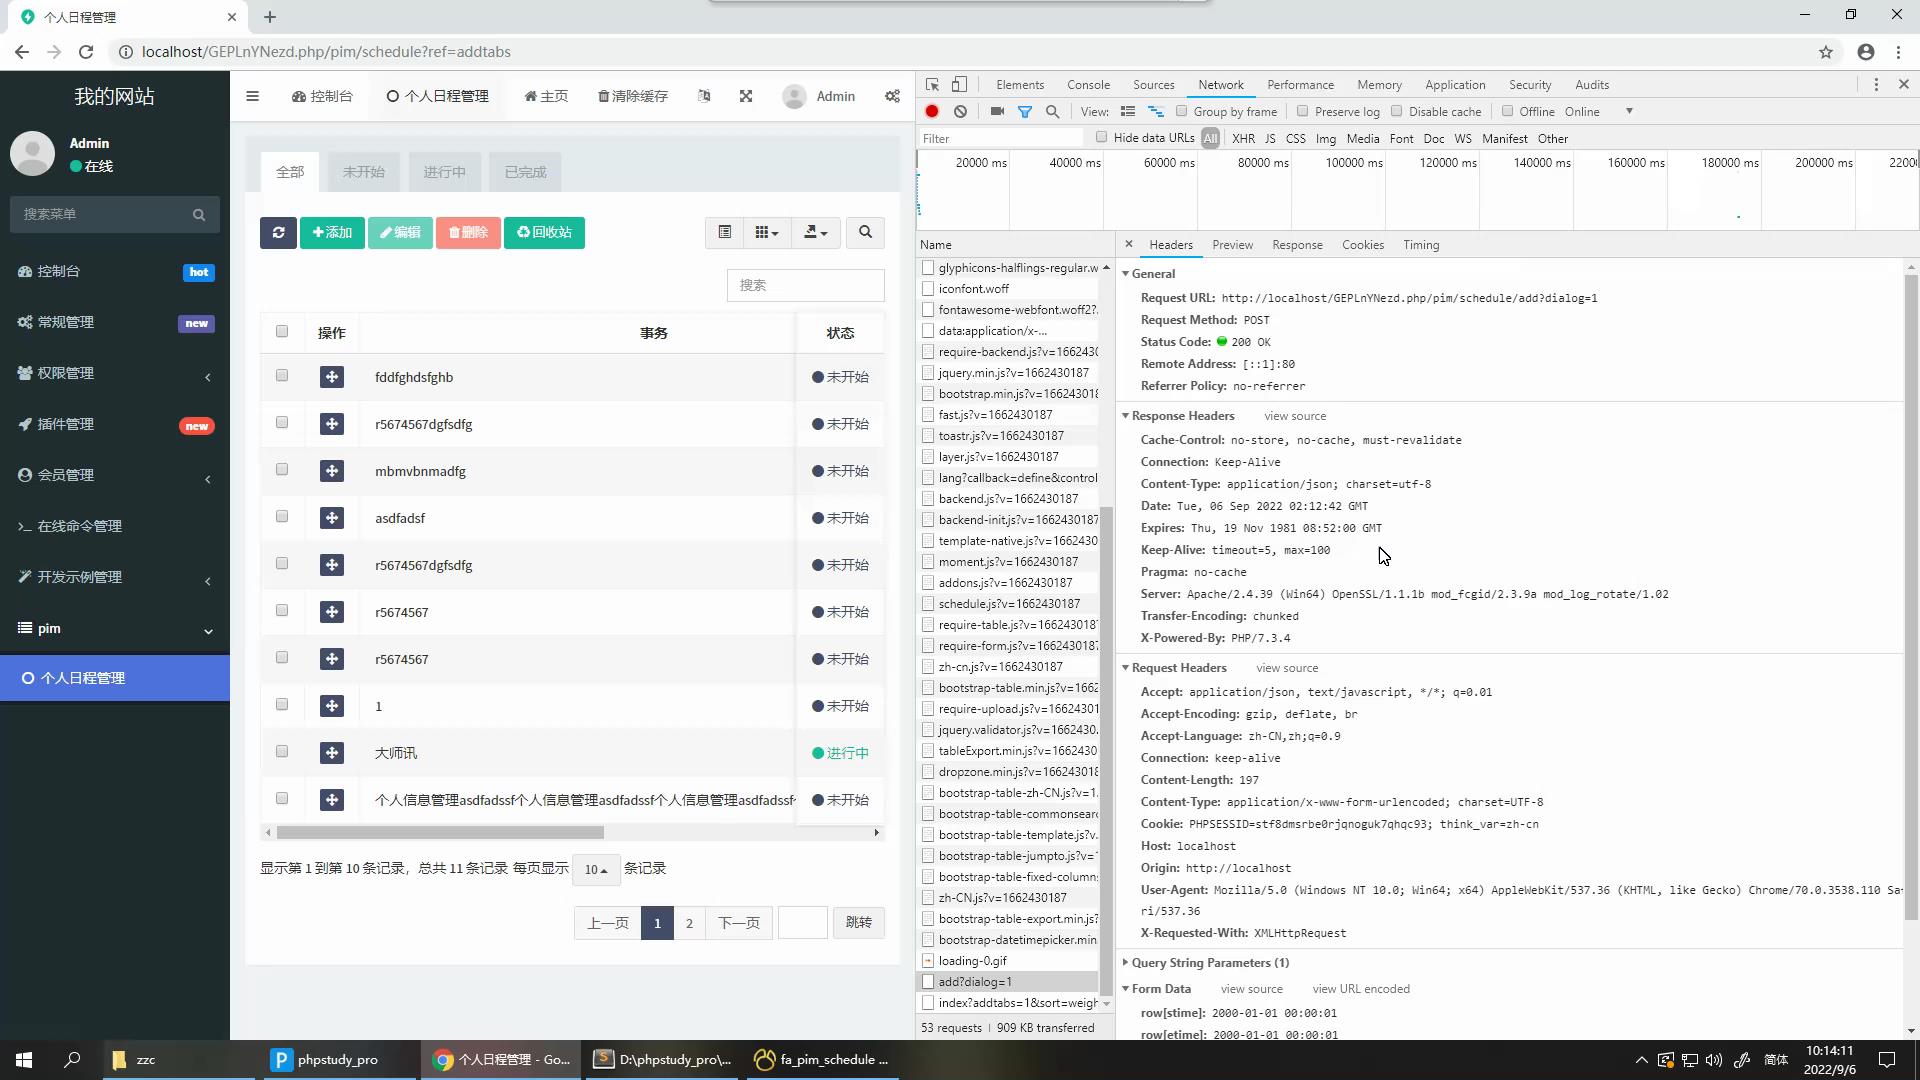 个人日程管理
localhost/GEPLnYNezd.php/pim/schedule?ref=addtabs
我的网站
Admin
在线
搜索菜单
控制台 hot
常规管理 new
权限管理
插件管理 new
会员管理
>_ 在线命令管理
开发示例管理
pim
个人日程管理
控制台 个人日程管理 主页 清除缓存 Admin
全部 未开始 进行中 已完成
添加 编辑 删除 回收站
搜索
操作 事务 状态
fddfghdsfghb 未开始
r5674567dgfsdfg 未开始
mbmvbnmadfg 未开始
asdfadsf 未开始
r5674567dgfsdfg 未开始
r5674567 未开始
r5674567 未开始
1 未开始
大师讯 进行中
个人信息管理asdfadssf个人信息管理asdfadssf个人信息管理asdfadssf 未开始
显示第 1 到第 10 条记录，总共 11 条记录 每页显示 10 条记录
上一页 1 2 下一页 跳转
Elements Console Sources Network Performance Memory Application Security Audits
View: Group by frame Preserve log Disable cache Offline Online
Filter Hide data URLs All XHR JS CSS Img Media Font Doc WS Manifest Other
20000 ms 40000 ms 60000 ms 80000 ms 100000 ms 120000 ms 140000 ms 160000 ms 180000 ms 200000 ms 2200
Name
glyphicons-halflings-regular.w
iconfont.woff
fontawesome-webfont.woff2?
data:application/x-...
require-backend.js?v=1662430
jquery.min.js?v=1662430187
bootstrap.min.js?v=166243018
fast.js?v=1662430187
toastr.js?v=1662430187
layer.js?v=1662430187
lang?callback=define&control
backend.js?v=1662430187
backend-init.js?v=1662430187
template-native.js?v=1662430
moment.js?v=1662430187
addons.js?v=1662430187
schedule.js?v=1662430187
require-table.js?v=166243018
require-form.js?v=1662430187
zh-cn.js?v=1662430187
bootstrap-table.min.js?v=1662
require-upload.js?v=16624301
jquery.validator.js?v=1662430
tableExport.min.js?v=1662430
dropzone.min.js?v=166243018
bootstrap-table-zh-CN.js?v=1
bootstrap-table-commonsearc
bootstrap-table-template.js?v
bootstrap-table-jumpto.js?v=
bootstrap-table-fixed-column
zh-CN.js?v=1662430187
bootstrap-table-export.min.js?
bootstrap-datetimepicker.min
loading-0.gif
add?dialog=1
index?addtabs=1&sort=weigh
53 requests | 909 KB transferred
Headers Preview Response Cookies Timing
General
Request URL: http://localhost/GEPLnYNezd.php/pim/schedule/add?dialog=1
Request Method: POST
Status Code: 200 OK
Remote Address: [::1]:80
Referrer Policy: no-referrer
Response Headers view source
Cache-Control: no-store, no-cache, must-revalidate
Connection: Keep-Alive
Content-Type: application/json; charset=utf-8
Date: Tue, 06 Sep 2022 02:12:42 GMT
Expires: Thu, 19 Nov 1981 08:52:00 GMT
Keep-Alive: timeout=5, max=100
Pragma: no-cache
Server: Apache/2.4.39 (Win64) OpenSSL/1.1.1b mod_fcgid/2.3.9a mod_log_rotate/1.02
Transfer-Encoding: chunked
X-Powered-By: PHP/7.3.4
Request Headers view source
Accept: application/json, text/javascript, */*; q=0.01
Accept-Encoding: gzip, deflate, br
Accept-Language: zh-CN,zh;q=0.9
Connection: keep-alive
Content-Length: 197
Content-Type: application/x-www-form-urlencoded; charset=UTF-8
Cookie: PHPSESSID=stf8dmsrbe0rjqnoguk7qhqc93; think_var=zh-cn
Host: localhost
Origin: http://localhost
User-Agent: Mozilla/5.0 (Windows NT 10.0; Win64; x64) AppleWebKit/537.36 (KHTML, like Gecko) Chrome/70.0.3538.110 Sa
ri/537.36
X-Requested-With: XMLHttpRequest
Query String Parameters (1)
Form Data view source view URL encoded
row[stime]: 2000-01-01 00:00:01
row[etime]: 2000-01-01 00:00:01
zzc phpstudy_pro 个人日程管理 - Go... D:\phpstudy_pro\... fa_pim_schedule ...
简体 10:14:11
2022/9/6